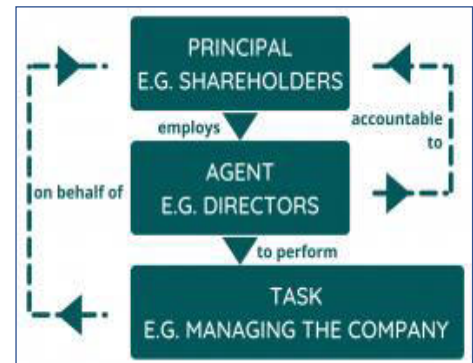 PRINCIPAL
E.G. SHAREHOLDERS
employs
accountable
to
AGENT
E.G. DIRECTORS
on behalf of
to perform
TASK
E.G. MANAGING THE COMPANY